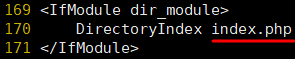 169 <IfModule dir_module>
170     DirectoryIndex index.php
171 </IfModule>